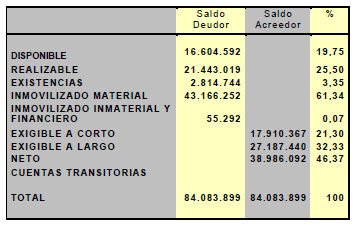 Saldo Deudor Saldo Acreedor %
DISPONIBLE 16.604.592 19,75
REALIZABLE 21.443.019 25,50
EXISTENCIAS 2.814.744 3,35
INMOVILIZADO MATERIAL 43.166.252 61,34
INMOVILIZADO INMATERIAL Y
FINANCIERO 55.292 0,07
EXIGIBLE A CORTO 17.910.367 21,30
EXIGIBLE A LARGO 27.187.440 32,33
NETO 38.986.092 46,37
CUENTAS TRANSITORIAS
TOTAL 84.083.899 84.083.899 100